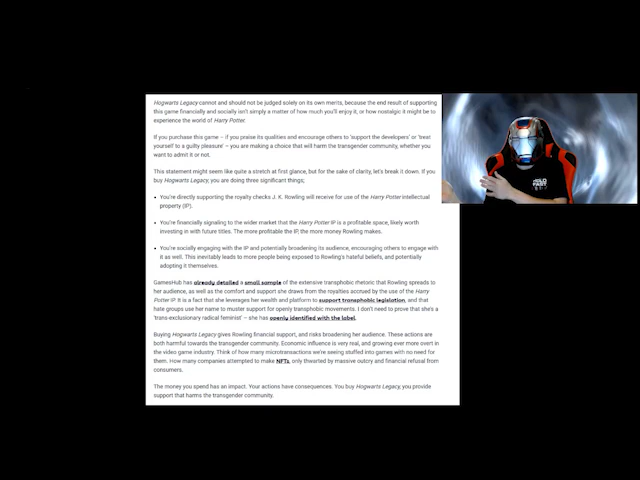 Hogwarts Legacy cannot and should not be judged solely on its own merits, because the end result of supporting
this game financially and socially isn't simply a matter of how much you'll enjoy it, or how nostalgic it might be to
experience the world of Harry Potter.
If you purchase this game – if you praise its qualities and encourage others to 'support the developers' or 'treat
yourself to a guilty pleasure' – you are making a choice that will harm the transgender community, whether you
want to admit it or not.
This statement might seem like quite a stretch at first glance, but for the sake of clarity, let's break it down. If you
buy Hogwarts Legacy, you are doing three significant things;
• You're directly supporting the royalty checks J. K. Rowling will receive for use of the Harry Potter intellectual
property (IP).
• You're financially signaling to the wider market that the Harry Potter IP is a profitable space, likely worth
investing in with future titles. The more profitable the IP, the more money Rowling makes.
• You're socially engaging with the IP and potentially broadening its audience, encouraging others to engage with
it as well. This inevitably leads to more people being exposed to Rowling's hateful beliefs, and potentially
adopting it themselves.
GamesHub has already detailed a small sample of the extensive transphobic rhetoric that Rowling spreads to
her audience, as well as the comfort and support she draws from the royalties accrued by the use of the Harry
Potter IP. It is a fact that she leverages her wealth and platform to support transphobic legislation, and that
hate groups use her name to muster support for openly transphobic movements. I don't need to prove that she's a
'trans-exclusionary radical feminist' – she has openly identified with the label.
Buying Hogwarts Legacy gives Rowling financial support, and risks broadening her audience. These actions are
both harmful towards the transgender community. Economic influence is very real, and growing ever more overt in
the video game industry. Think of how many microtransactions we're seeing stuffed into games with no need for
them. How many companies attempted to make NFTs, only thwarted by massive outcry and financial refusal from
consumers.
The money you spend has an impact. Your actions have consequences. You buy Hogwarts Legacy, you provide
support that harms the transgender community.